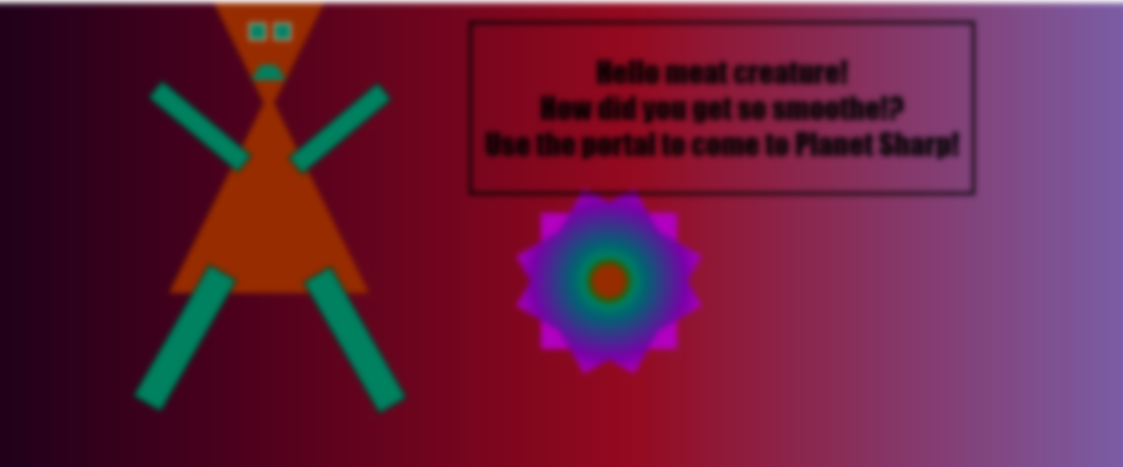 Hello meat creature!
How did you get so smoothe!?
Use the portal to come to Planet Sharp!